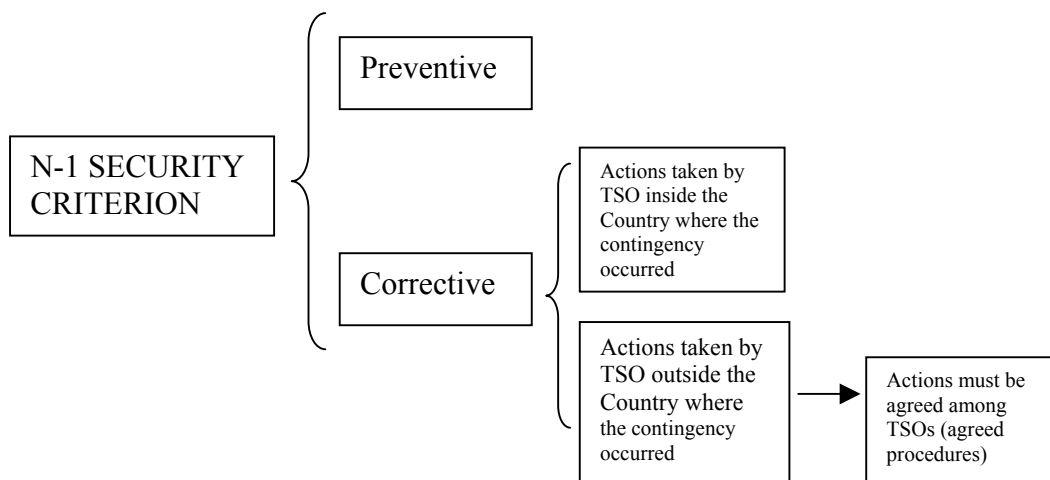 N-1 SECURITY
CRITERION
Preventive
Corrective
Actions taken by
TSO inside the
Country where the
contingency
occurred
Actions taken by
TSO outside the
Country where
the contingency
occurred
Actions must be
agreed among
TSOs (agreed
procedures)